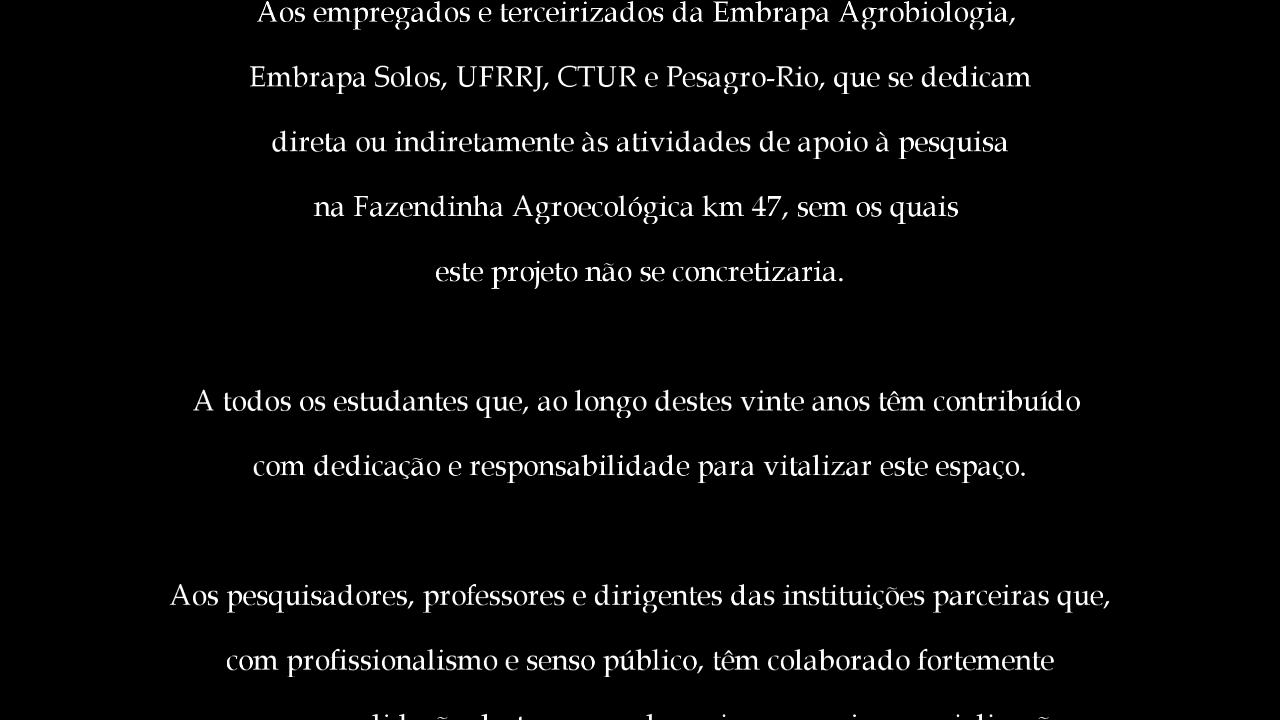 Aos empregados e terceirizados da Embrapa Agrobiologia,
Embrapa Solos, UFRRJ, CTUR e Pesagro-Rio, que se dedicam
direta ou indiretamente às atividades de apoio à pesquisa
na Fazendinha Agroecológica km 47, sem os quais
este projeto não se concretizaria.
A todos os estudantes que, ao longo destes vinte anos têm contribuído
com dedicação e responsabilidade para vitalizar este espaço.
Aos pesquisadores, professores e dirigentes das instituições parceiras que,
com profissionalismo e senso público, têm colaborado fortemente